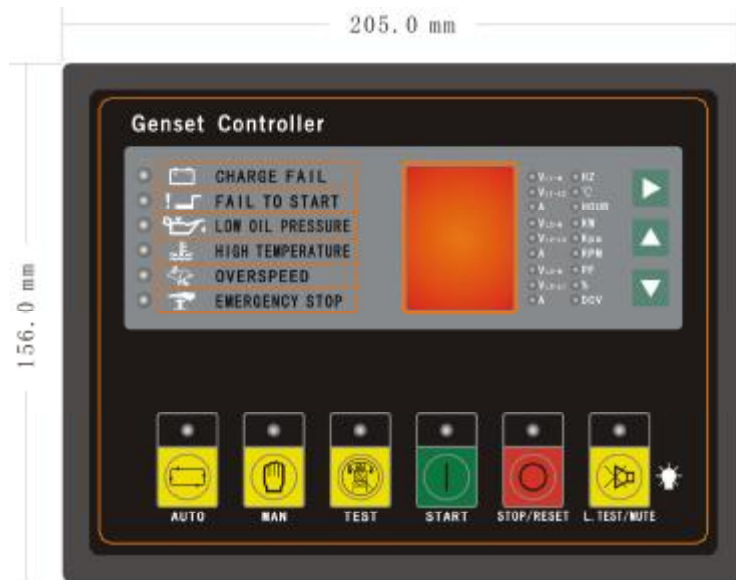 205.0 mm
156.0 mm
Genset Controller
CHARGE FAIL
FAIL TO START
LOW OIL PRESSURE
HIGH TEMPERATURE
OVERSPEED
EMERGENCY STOP
HZ
℃
A HOUR
KW
A RPM
PF
%
A DCV
AUTO
MAN
TEST
START
STOP/RESET
L.TEST/MUTE